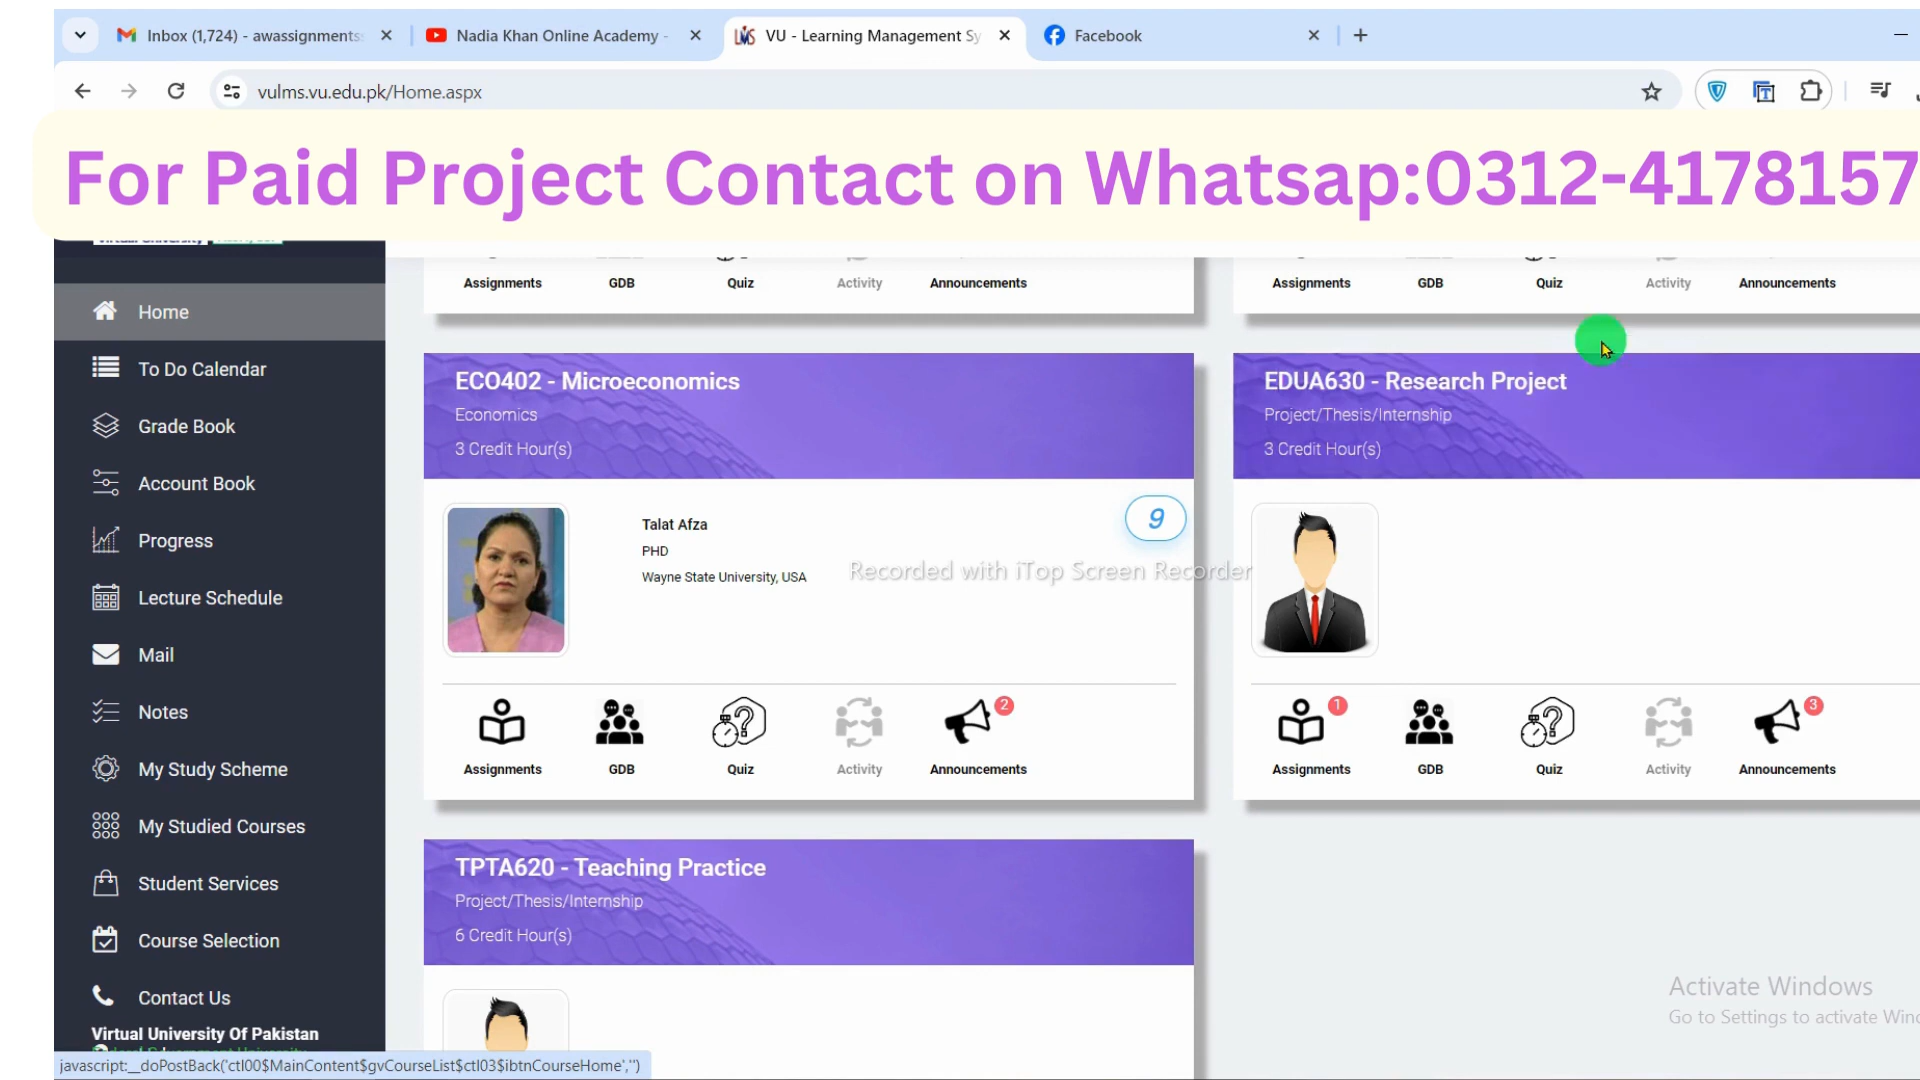 Inbox (1,724) - awassignments
Nadia Khan Online Academy -
VU - Learning Management Sy
Facebook
vulms.vu.edu.pk/Home.aspx
For Paid Project Contact on Whatsap:0312-4178157
Assignments GDB Quiz Activity Announcements
Assignments GDB Quiz Activity Announcements
Home
To Do Calendar
Grade Book
Account Book
Progress
Lecture Schedule
Mail
Notes
My Study Scheme
My Studied Courses
Student Services
Course Selection
Contact Us
Virtual University Of Pakistan
ECO402 - Microeconomics
Economics
3 Credit Hour(s)
Talat Afza
PHD
Wayne State University, USA
9
2
Assignments GDB Quiz Activity Announcements
EDUA630 - Research Project
Project/Thesis/Internship
3 Credit Hour(s)
1 3
Assignments GDB Quiz Activity Announcements
Recorded with iTop Screen Recorder
TPTA620 - Teaching Practice
Project/Thesis/Internship
6 Credit Hour(s)
Activate Windows
Go to Settings to activate
javascript:__doPostBack('ctl00$MainContent$gvCourseList$ctl03$ibtnCourseHome','')